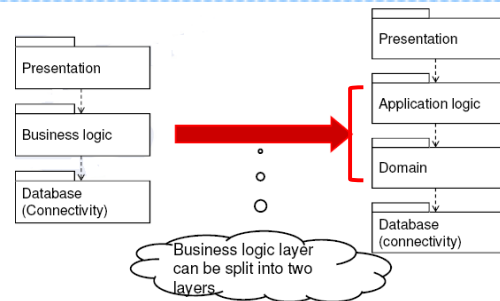 Presentation
Business logic
Database
(Connectivity)
Presentation
Application logic
Domain
Database
(connectivity)
Business logic layer
can be split into two
layers